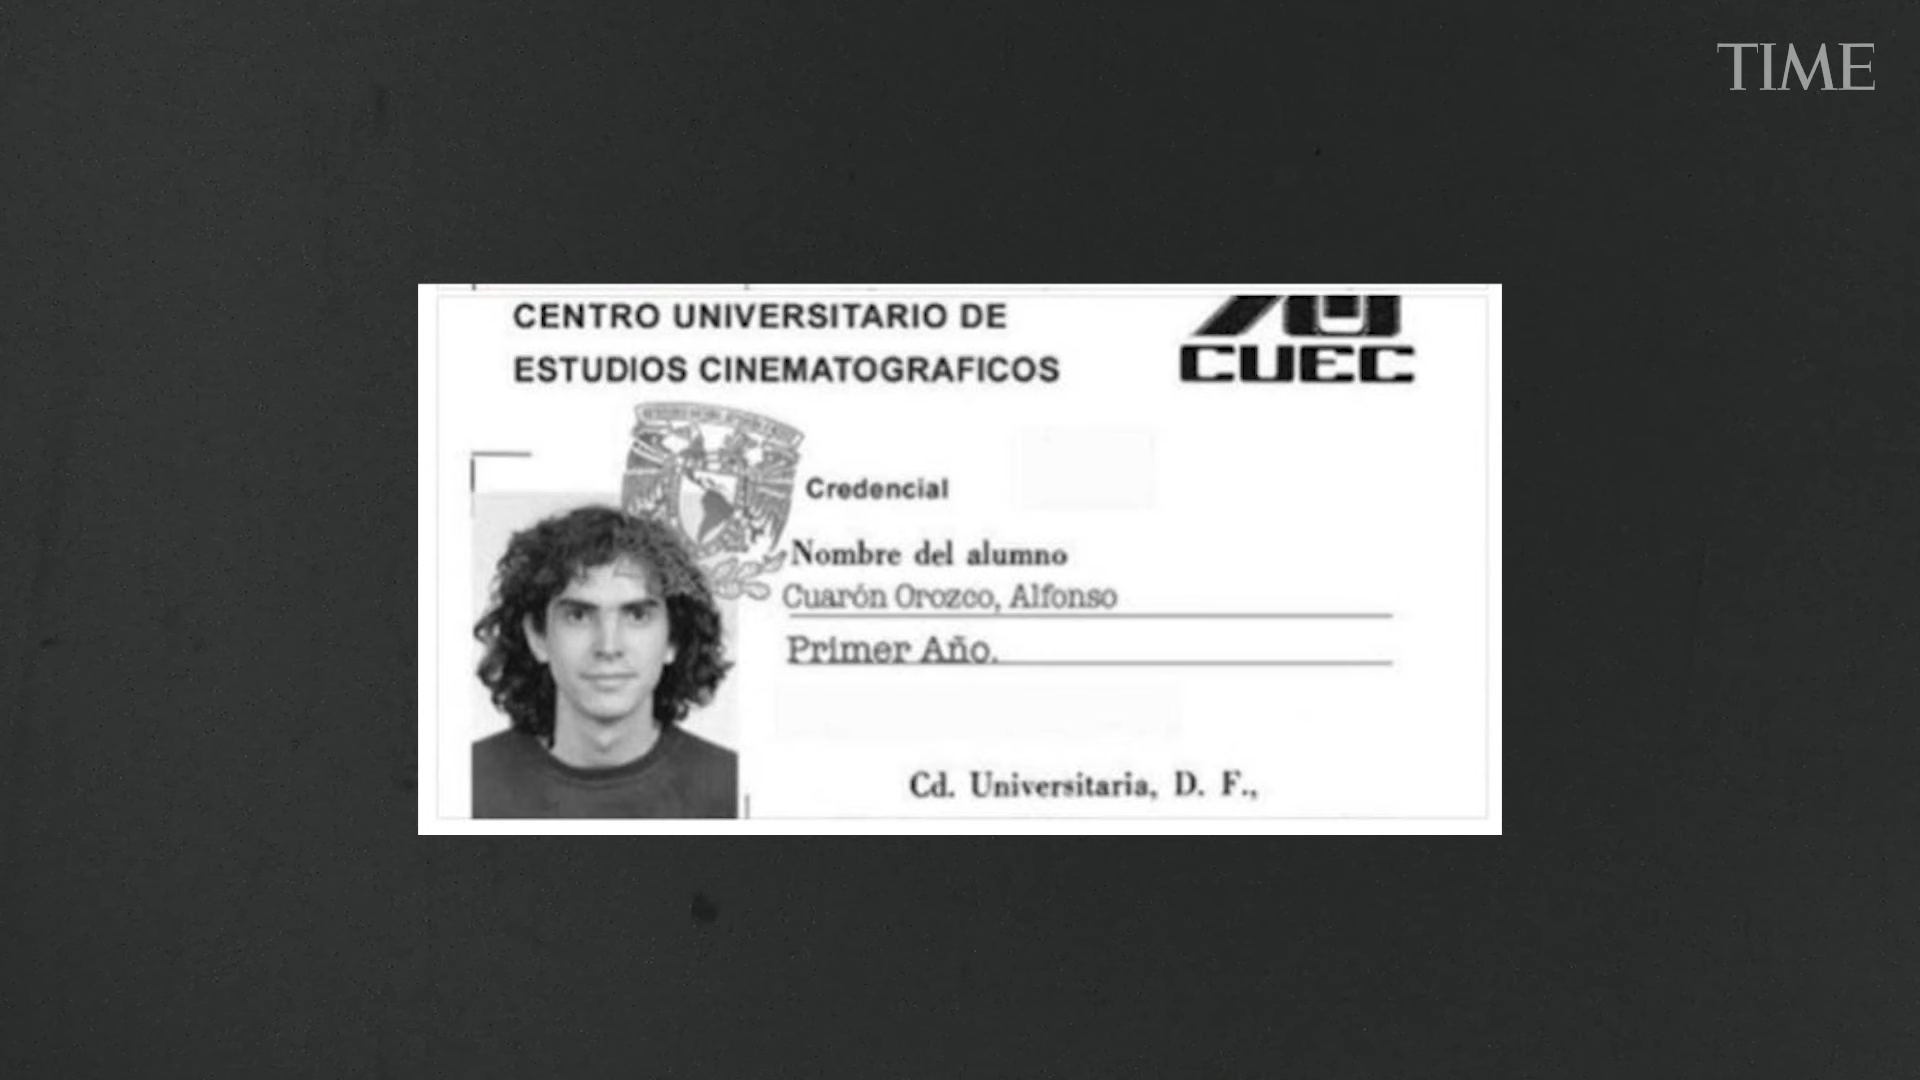 TIME
CENTRO UNIVERSITARIO DE
ESTUDIOS CINEMATOGRAFICOS
CUEC
Credencial
Nombre del alumno
Cuarón Orozco, Alfonso
Primer Año.
Cd. Universitaria, D. F.,